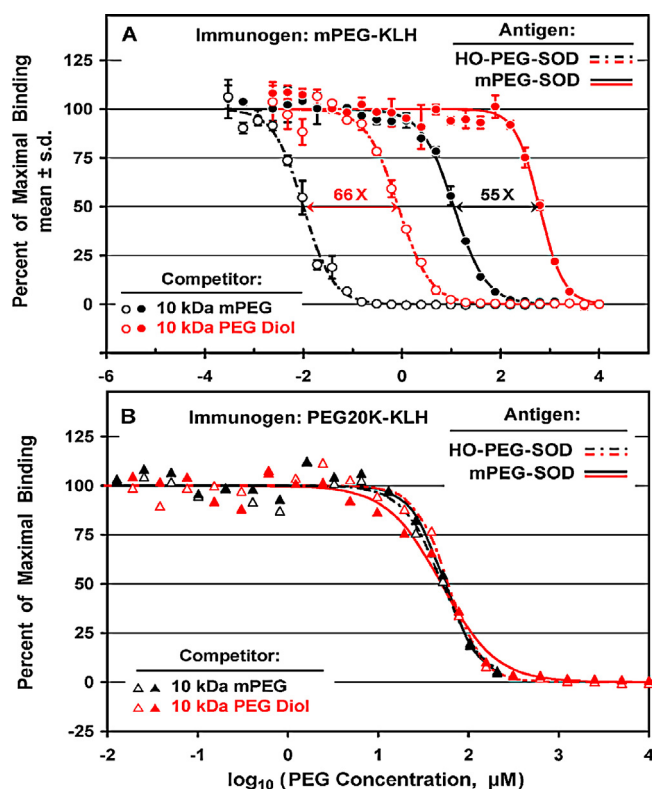 A
Immunogen: mPEG-KLH
Antigen:
HO-PEG-SOD
mPEG-SOD
125
100
75
50
25
0
Percent of Maximal Binding
mean ± s.d.
66 X
55 X
Competitor:
10 kDa mPEG
10 kDa PEG Diol
-6 -4 -2 0 2 4
B
Immunogen: PEG20K-KLH
Antigen:
HO-PEG-SOD
mPEG-SOD
125
100
75
50
25
0
-25
Percent of Maximal Binding
Competitor:
10 kDa mPEG
10 kDa PEG Diol
-2 -1 0 1 2 3 4
log10 (PEG Concentration, µM)